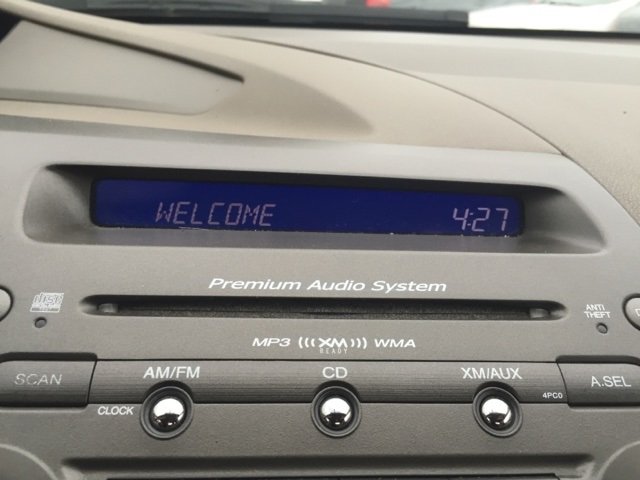 WELCOME 4:27
Premium Audio System
ANTI
THEFT
MP3 (((XM))) WMA
READY
SCAN AM/FM CD XM/AUX A.SEL
4PC0
CLOCK